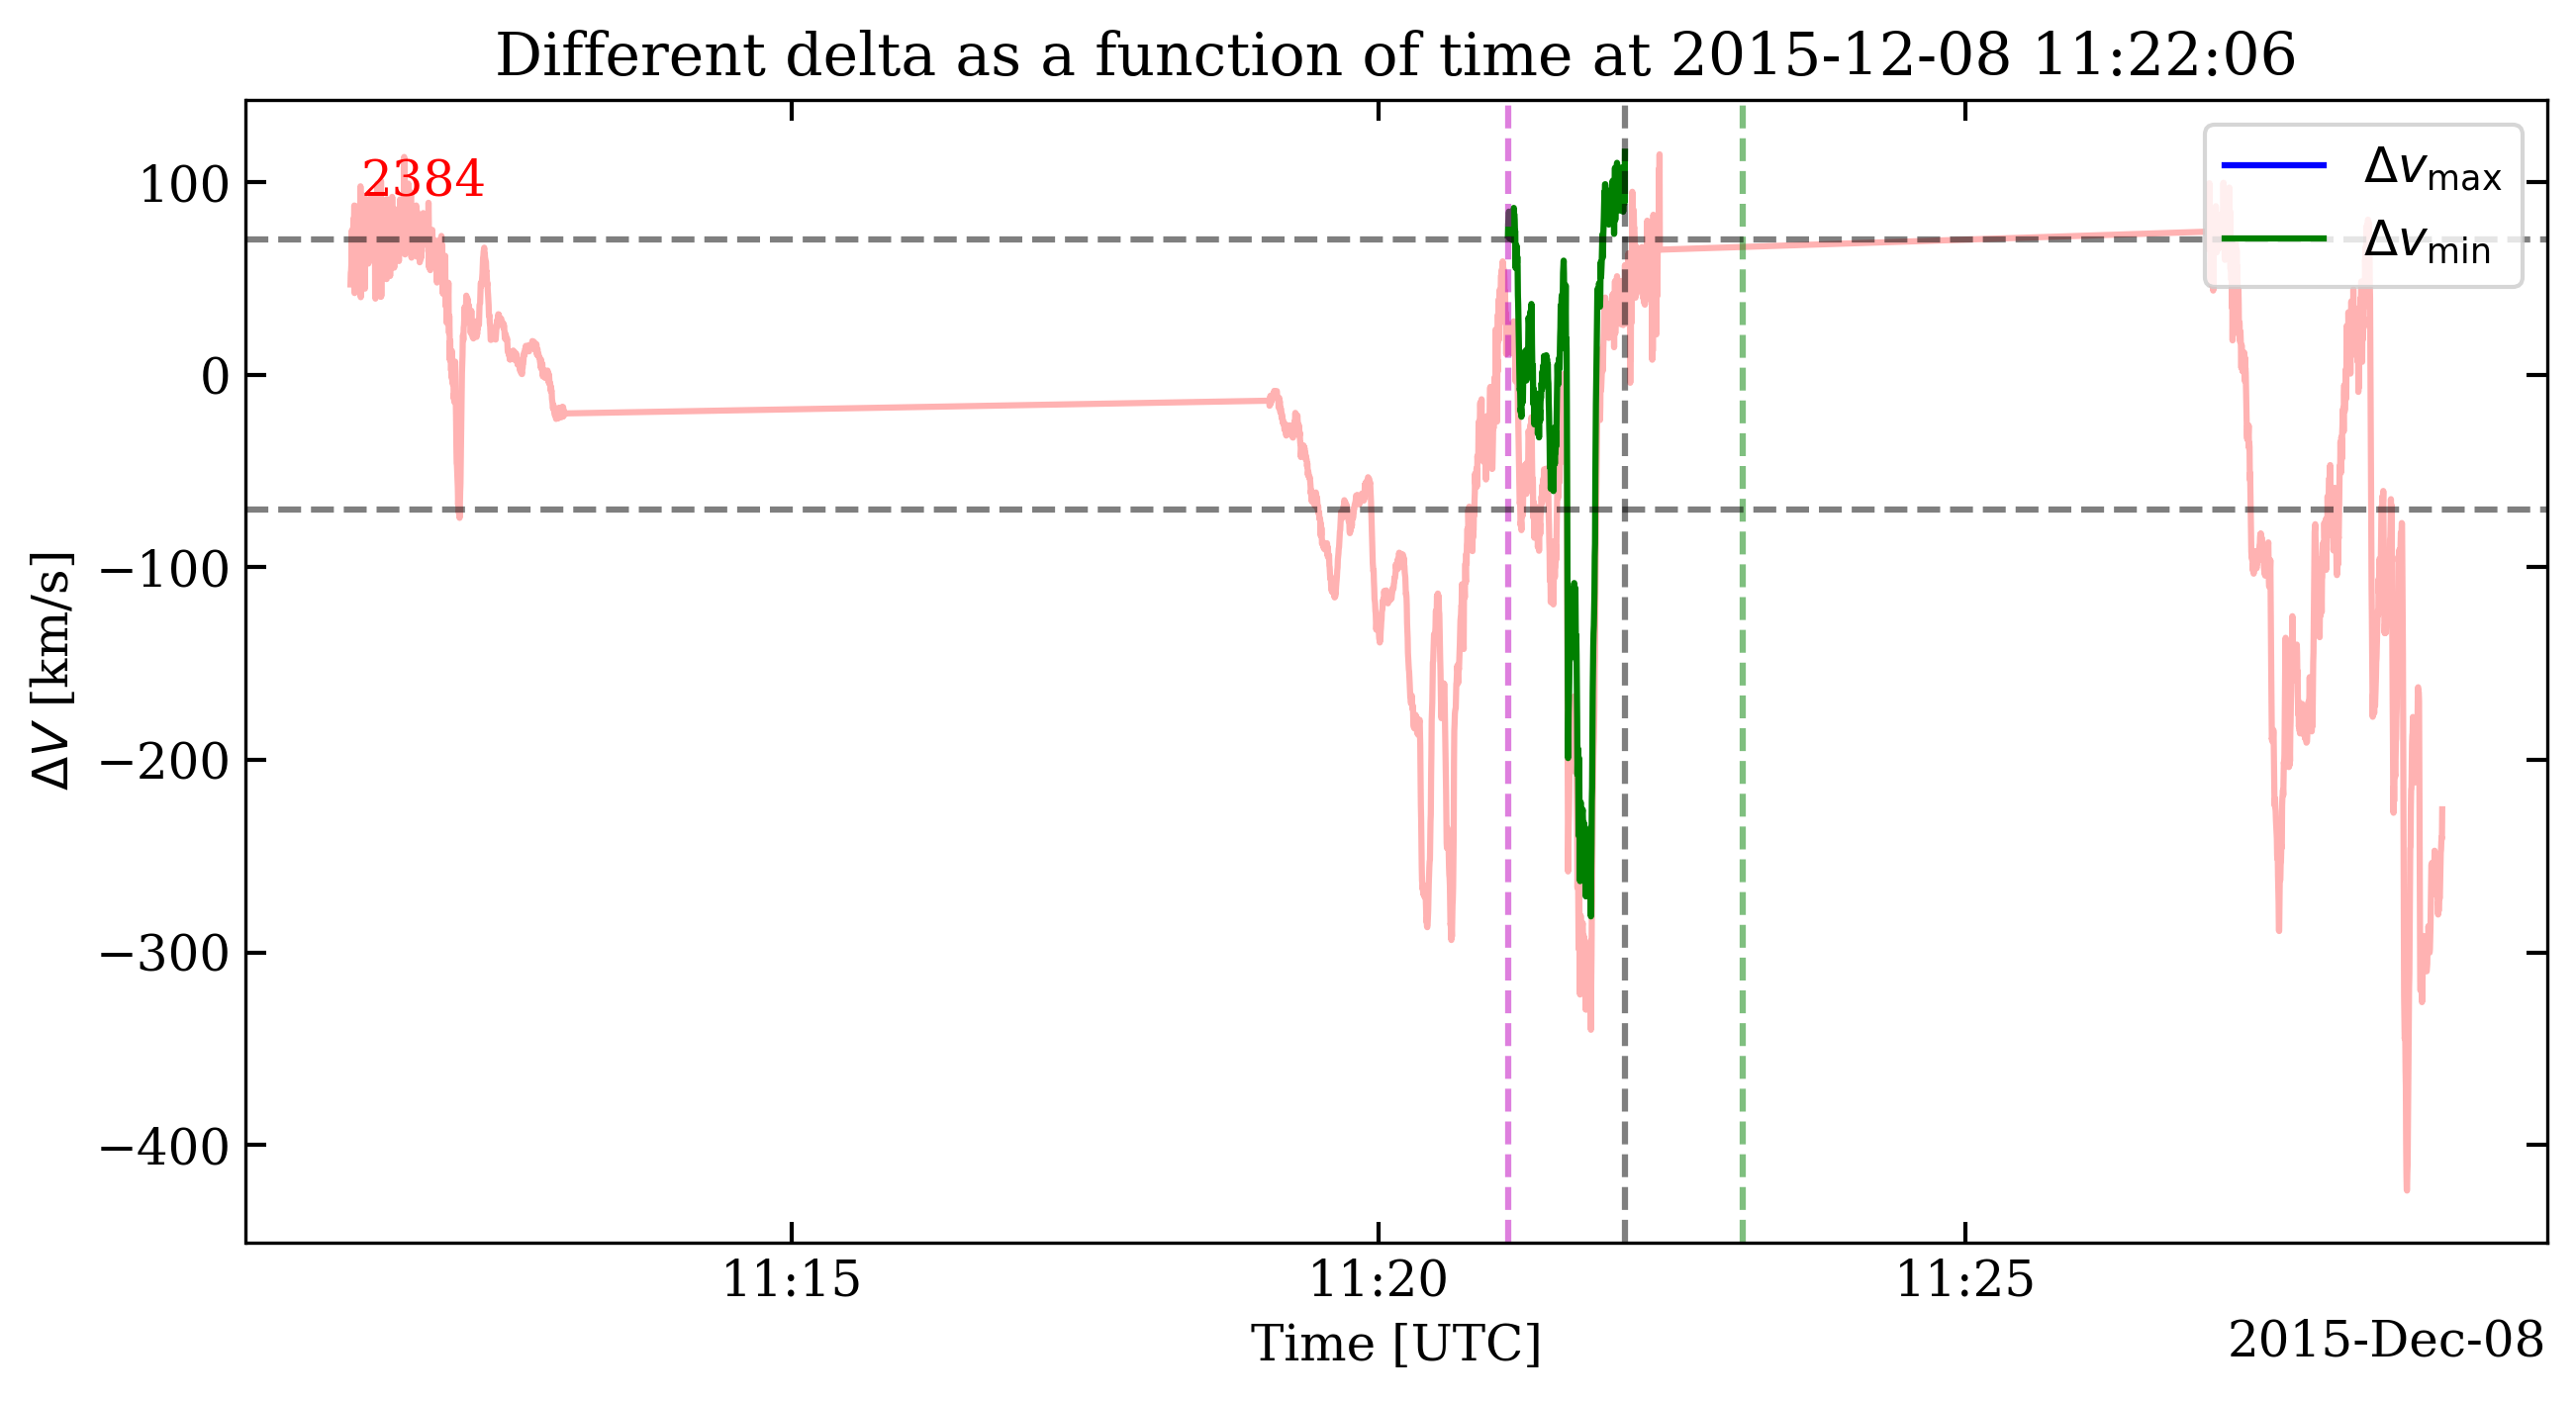 Different delta as a function of time at 2015-12-08 11:22:06
2384
Δv_max
Δv_min
100
0
−100
−200
−300
−400
ΔV [km/s]
11:15
11:20
11:25
Time [UTC]
2015-Dec-08